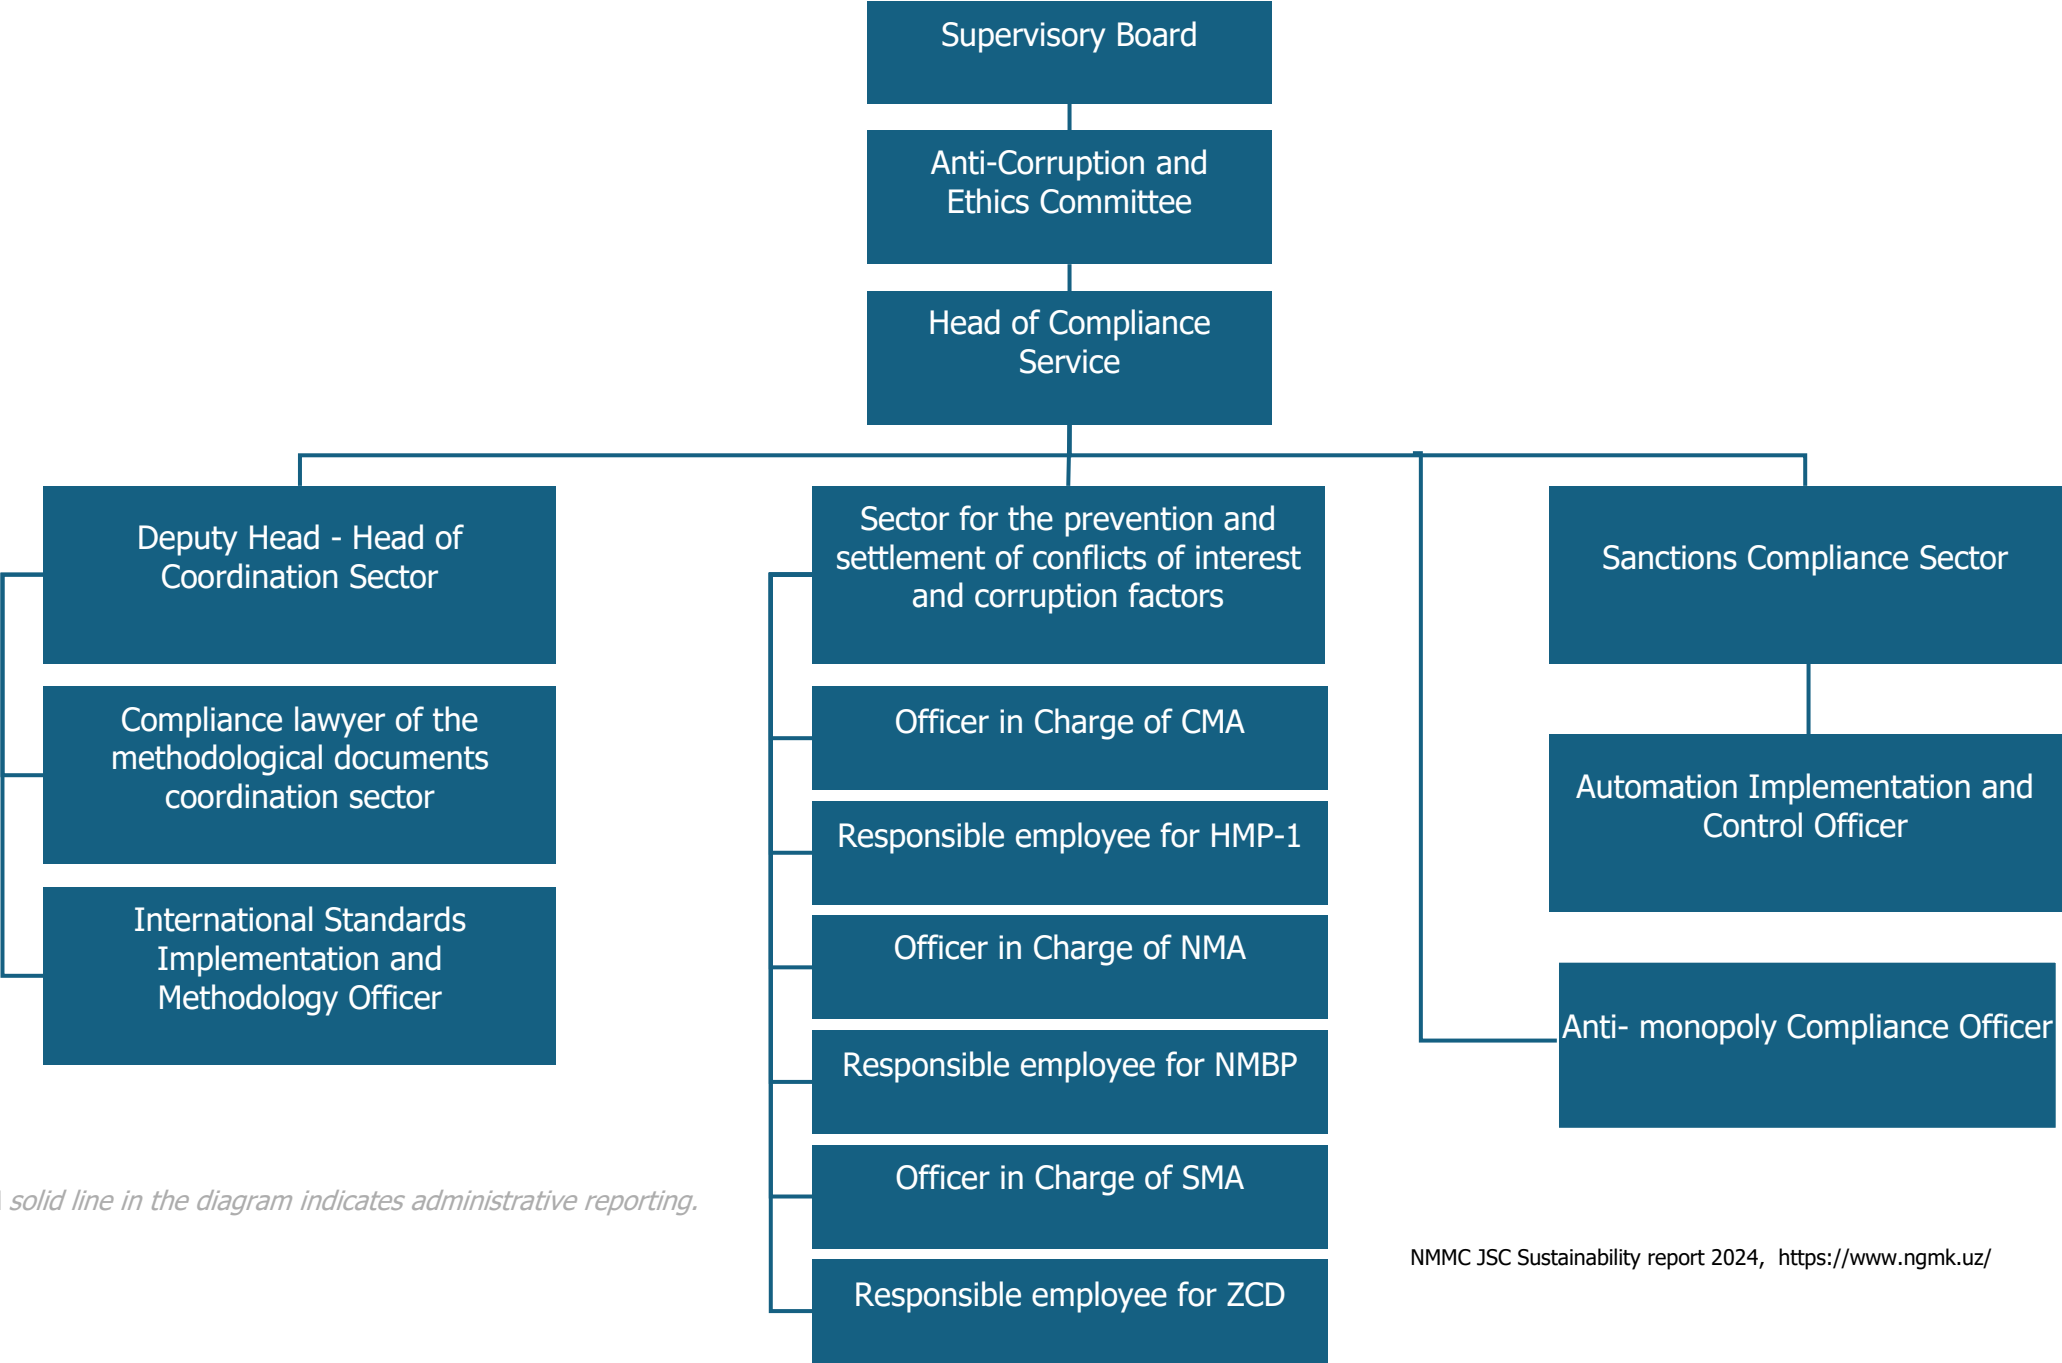 Supervisory Board
Anti-Corruption and
Ethics Committee
Head of Compliance
Service
Deputy Head - Head of
Coordination Sector
Compliance lawyer of the
methodological documents
coordination sector
International Standards
Implementation and
Methodology Officer
Sector for the prevention and
settlement of conflicts of interest
and corruption factors
Officer in Charge of CMA
Responsible employee for HMP-1
Officer in Charge of NMA
Responsible employee for NMBP
Officer in Charge of SMA
Responsible employee for ZCD
Sanctions Compliance Sector
Automation Implementation and
Control Officer
Anti- monopoly Compliance Officer
solid line in the diagram indicates administrative reporting.
NMMC JSC Sustainability report 2024, https://www.ngmk.uz/